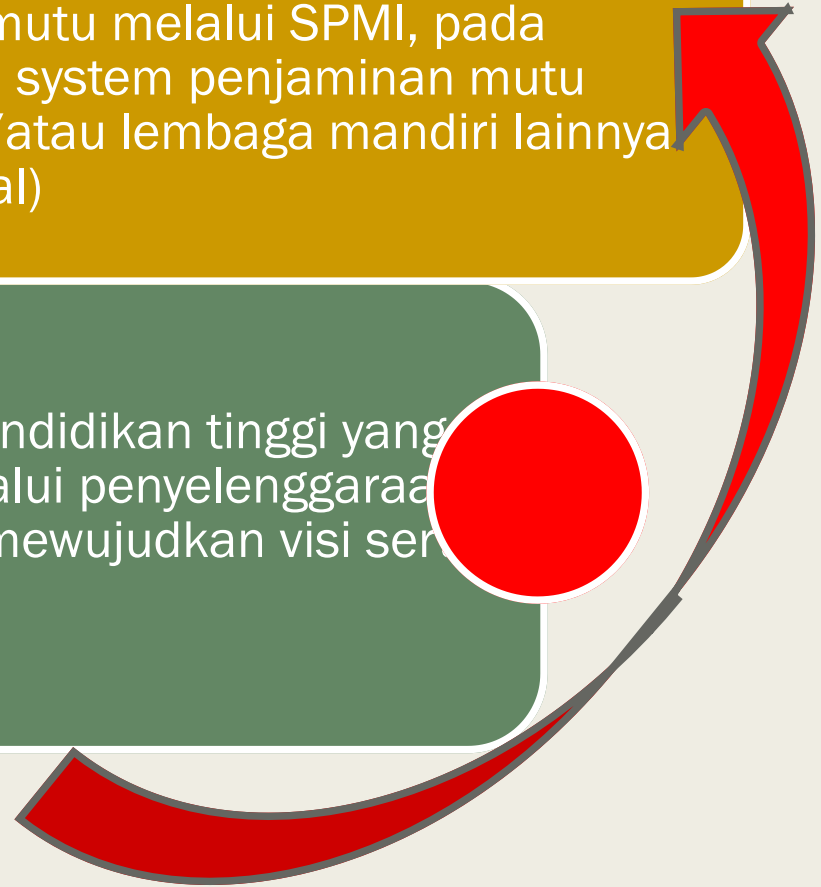 mutu melalui SPMI, pada
system penjaminan mutu
/atau lembaga mandiri lainnya
al)
ndidikan tinggi yang
alui penyelenggaraa
mewujudkan visi ser